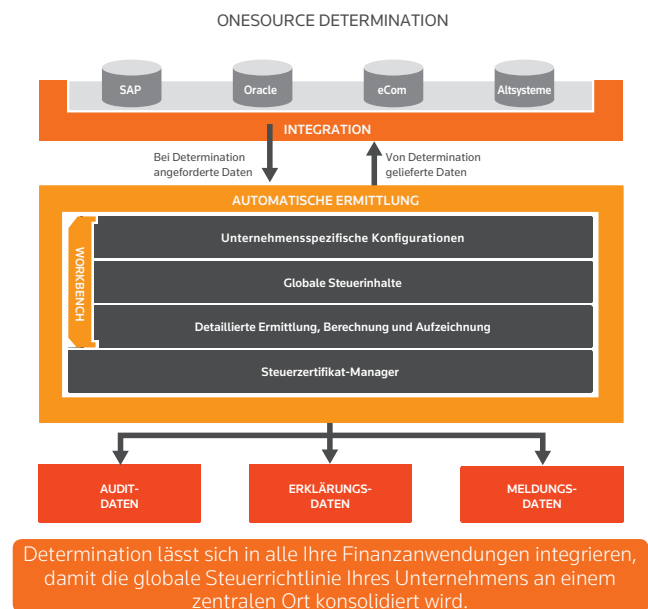 ONESOURCE DETERMINATION
SAP
Oracle
eCom
Altsysteme
INTEGRATION
Bei Determination
angeforderte Daten
Von Determination
gelieferte Daten
AUTOMATISCHE ERMITTLUNG
WORKBENCH
Unternehmensspezifische Konfigurationen
Globale Steuerinhalte
Detaillierte Ermittlung, Berechnung und Aufzeichnung
Steuerzertifikat-Manager
AUDIT-
DATEN
ERKLÄRUNGS-
DATEN
MELDUNGS-
DATEN
Determination lässt sich in alle Ihre Finanzanwendungen integrieren,
damit die globale Steuerrichtlinie Ihres Unternehmens an einem
zentralen Ort konsolidiert wird.